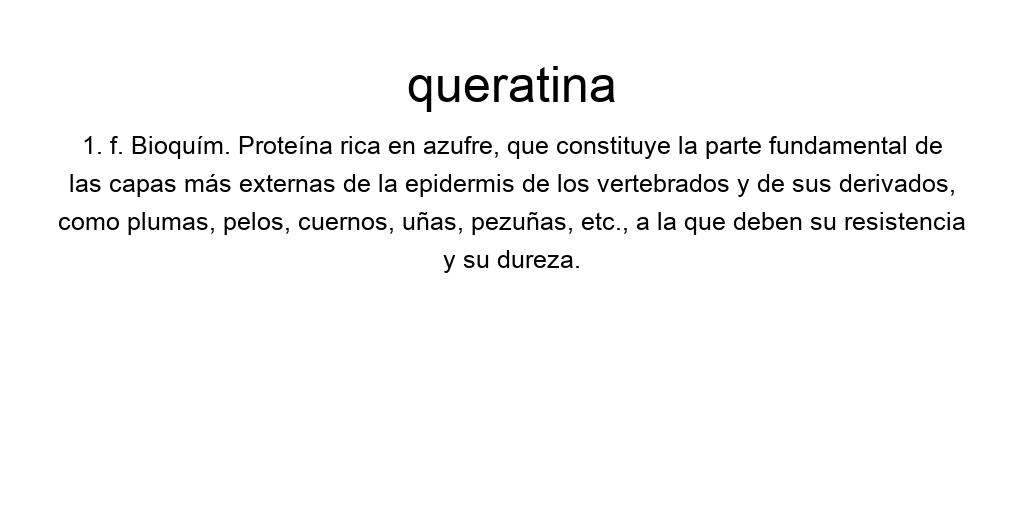 queratina
1. f. Bioquím. Proteína rica en azufre, que constituye la parte fundamental de
las capas más externas de la epidermis de los vertebrados y de sus derivados,
como plumas, pelos, cuernos, uñas, pezuñas, etc., a la que deben su resistencia
y su dureza.